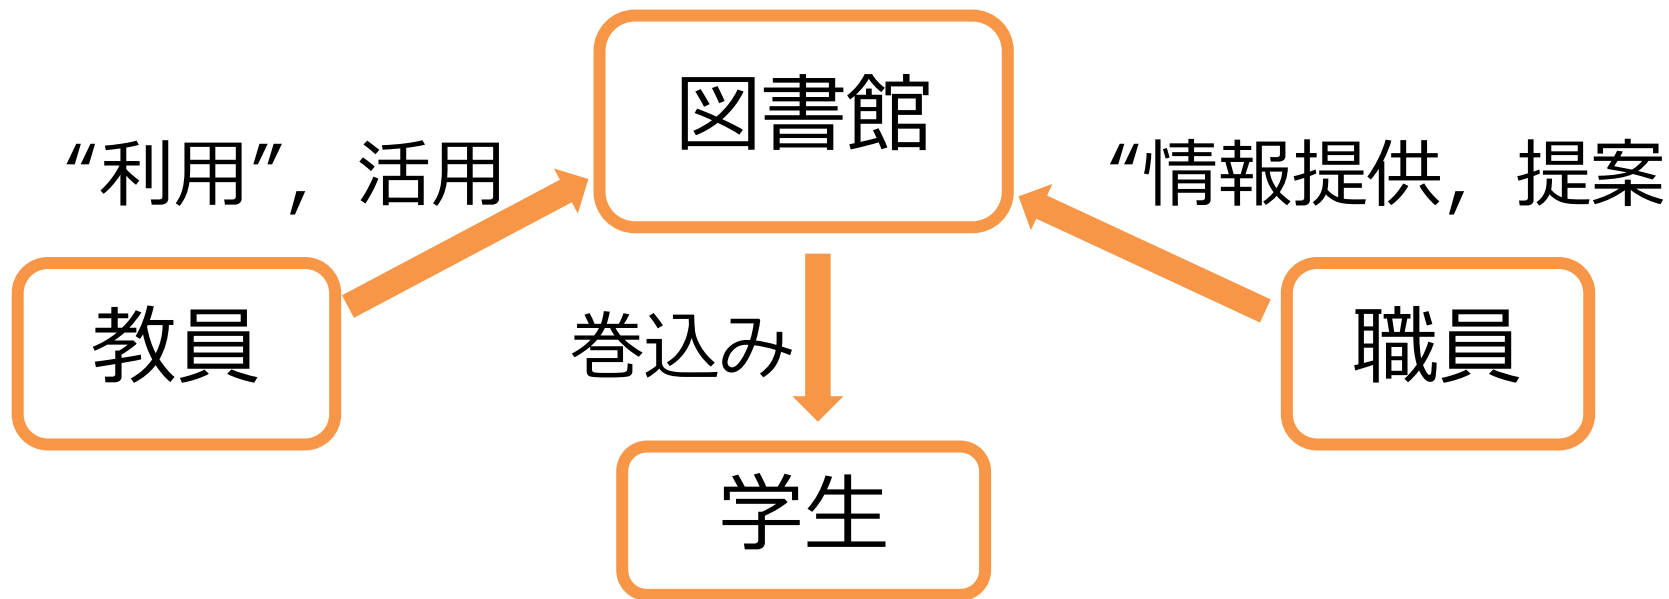 図書館
“利用”, 活用
“情報提供, 提案
教員
巻込み
職員
学生